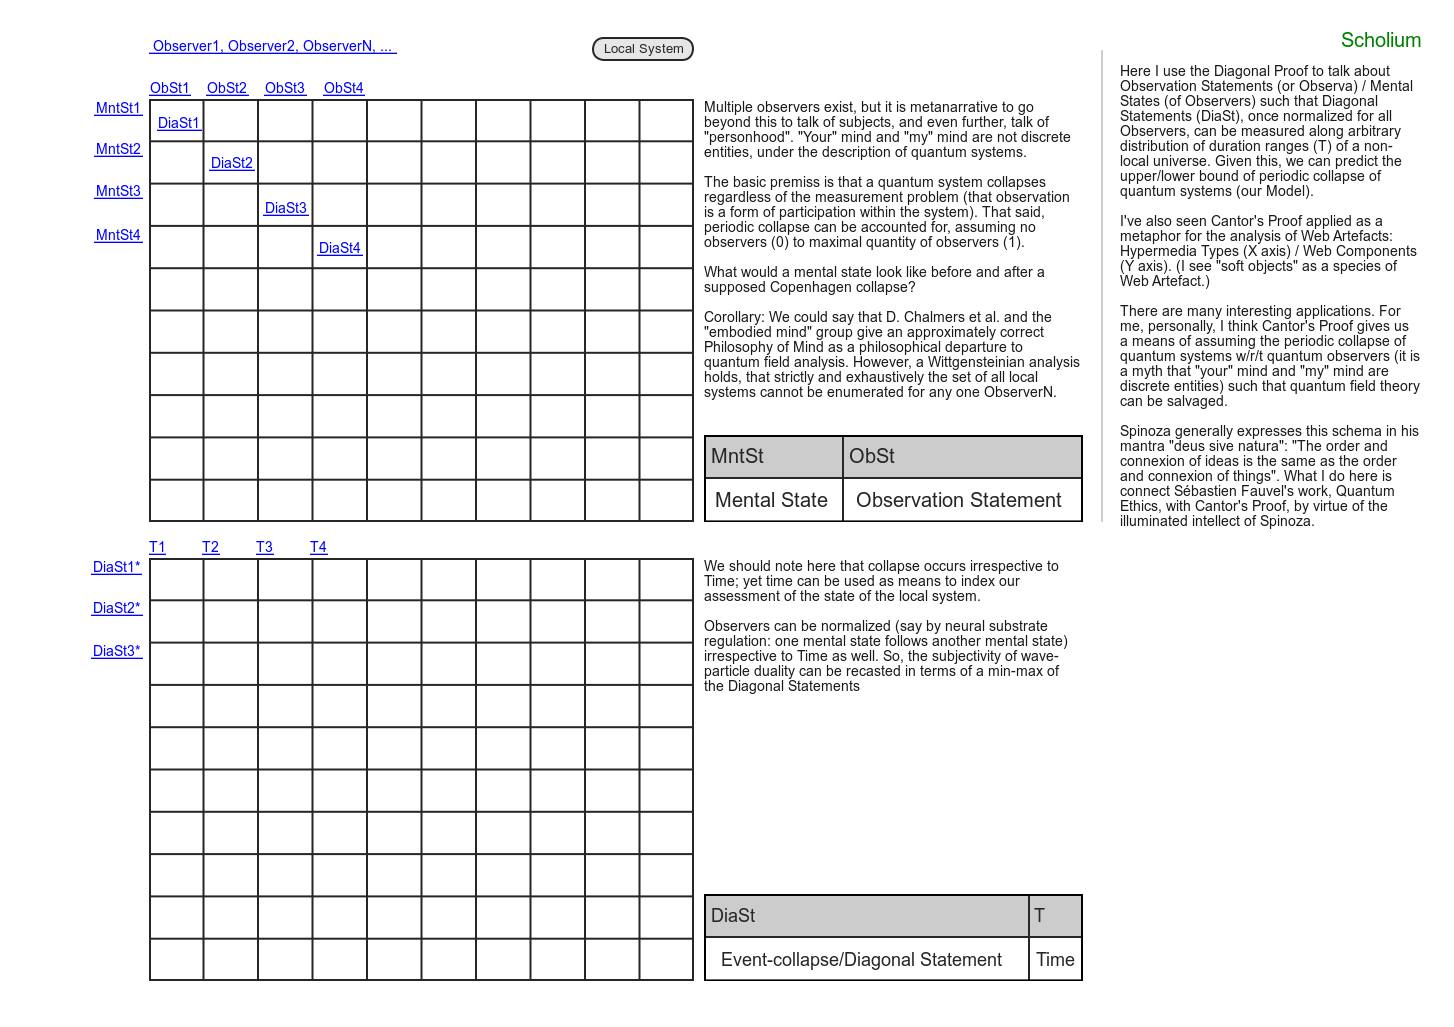 Observer1, Observer2, ObserverN, ...
Local System
ObSt1 ObSt2 ObSt3 ObSt4
MntSt1
MntSt2
MntSt3
MntSt4
DiaSt1
DiaSt2
DiaSt3
DiaSt4
Multiple observers exist, but it is metanarrative to go
beyond this to talk of subjects, and even further, talk of
"personhood". "Your" mind and "my" mind are not discrete
entities, under the description of quantum systems.
The basic premiss is that a quantum system collapses
regardless of the measurement problem (that observation
is a form of participation within the system). That said,
periodic collapse can be accounted for, assuming no
observers (0) to maximal quantity of observers (1).
What would a mental state look like before and after a
supposed Copenhagen collapse?
Corollary: We could say that D. Chalmers et al. and the
"embodied mind" group give an approximately correct
Philosophy of Mind as a philosophical departure to
quantum field analysis. However, a Wittgensteinian analysis
holds, that strictly and exhaustively the set of all local
systems cannot be enumerated for any one ObserverN.
MntSt ObSt
Mental State Observation Statement
Scholium
Here I use the Diagonal Proof to talk about
Observation Statements (or Observa) / Mental
States (of Observers) such that Diagonal
Statements (DiaSt), once normalized for all
Observers, can be measured along arbitrary
distribution of duration ranges (T) of a non-
local universe. Given this, we can predict the
upper/lower bound of periodic collapse of
quantum systems (our Model).
I've also seen Cantor's Proof applied as a
metaphor for the analysis of Web Artefacts:
Hypermedia Types (X axis) / Web Components
(Y axis). (I see "soft objects" as a species of
Web Artefact.)
There are many interesting applications. For
me, personally, I think Cantor's Proof gives us
a means of assuming the periodic collapse of
quantum systems w/r/t quantum observers (it is
a myth that "your" mind and "my" mind are
discrete entities) such that quantum field theory
can be salvaged.
Spinoza generally expresses this schema in his
mantra "deus sive natura": "The order and
connexion of ideas is the same as the order
and connexion of things". What I do here is
connect Sébastien Fauvel's work, Quantum
Ethics, with Cantor's Proof, by virtue of the
illuminated intellect of Spinoza.
T1 T2 T3 T4
DiaSt1*
DiaSt2*
DiaSt3*
We should note here that collapse occurs irrespective to
Time; yet time can be used as means to index our
assessment of the state of the local system.
Observers can be normalized (say by neural substrate
regulation: one mental state follows another mental state)
irrespective to Time as well. So, the subjectivity of wave-
particle duality can be recasted in terms of a min-max of
the Diagonal Statements
DiaSt T
Event-collapse/Diagonal Statement Time